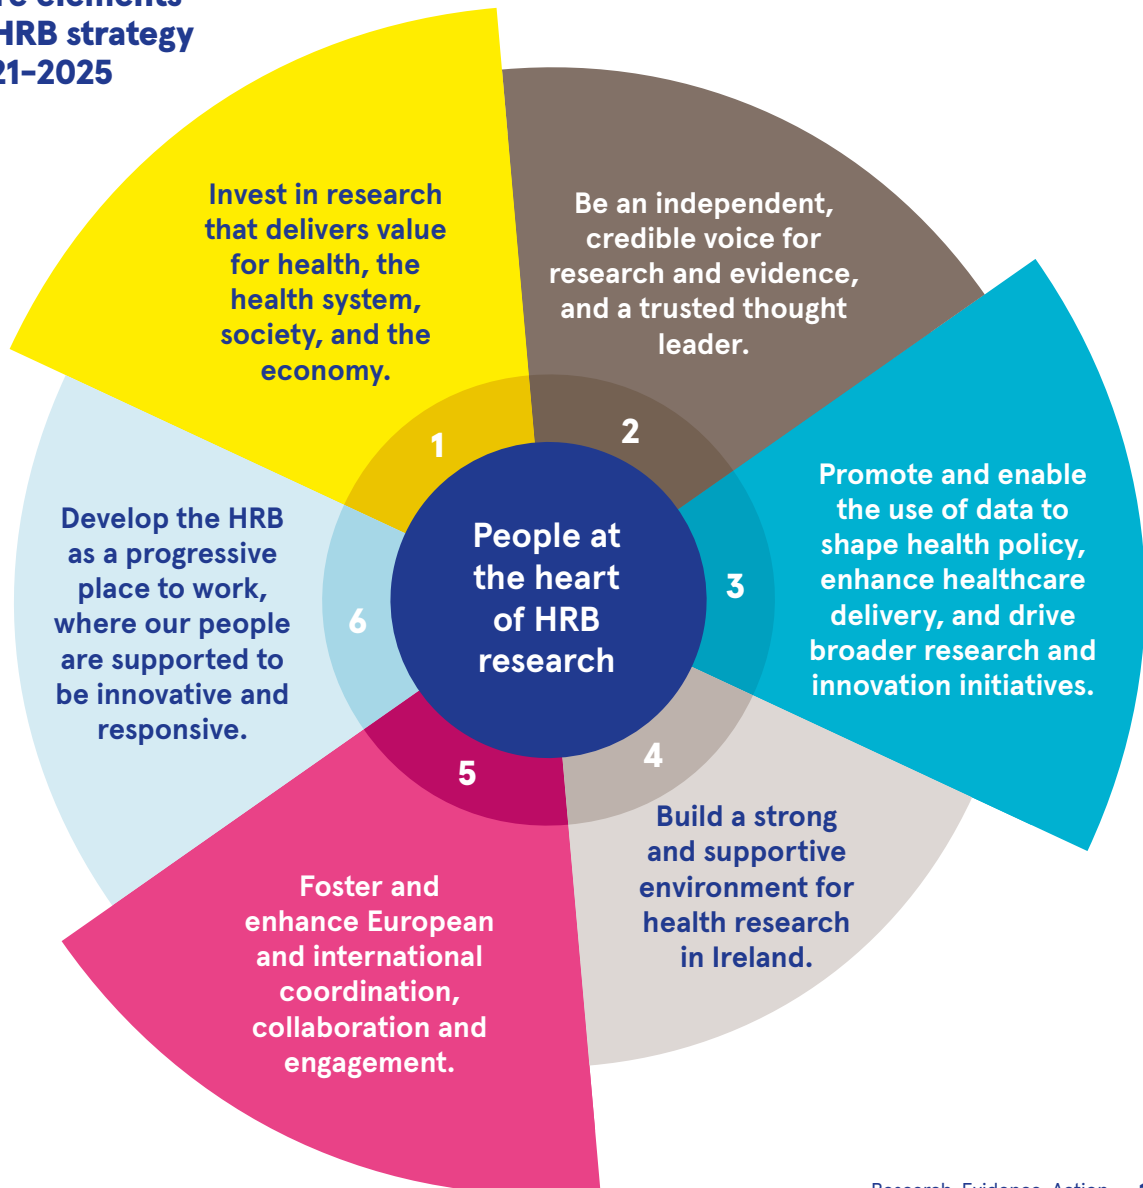 elements
HRB strategy
21–2025
Invest in research
that delivers value
for health, the
health system,
society, and the
economy.
1
Be an independent,
credible voice for
research and evidence,
and a trusted thought
leader.
2
Promote and enable
the use of data to
shape health policy,
enhance healthcare
delivery, and drive
broader research and
innovation initiatives.
3
Build a strong
and supportive
environment for
health research
in Ireland.
4
Foster and
enhance European
and international
coordination,
collaboration and
engagement.
5
Develop the HRB
as a progressive
place to work,
where our people
are supported to
be innovative and
responsive.
6
People at
the heart
of HRB
research
Research. Evidence. Action.